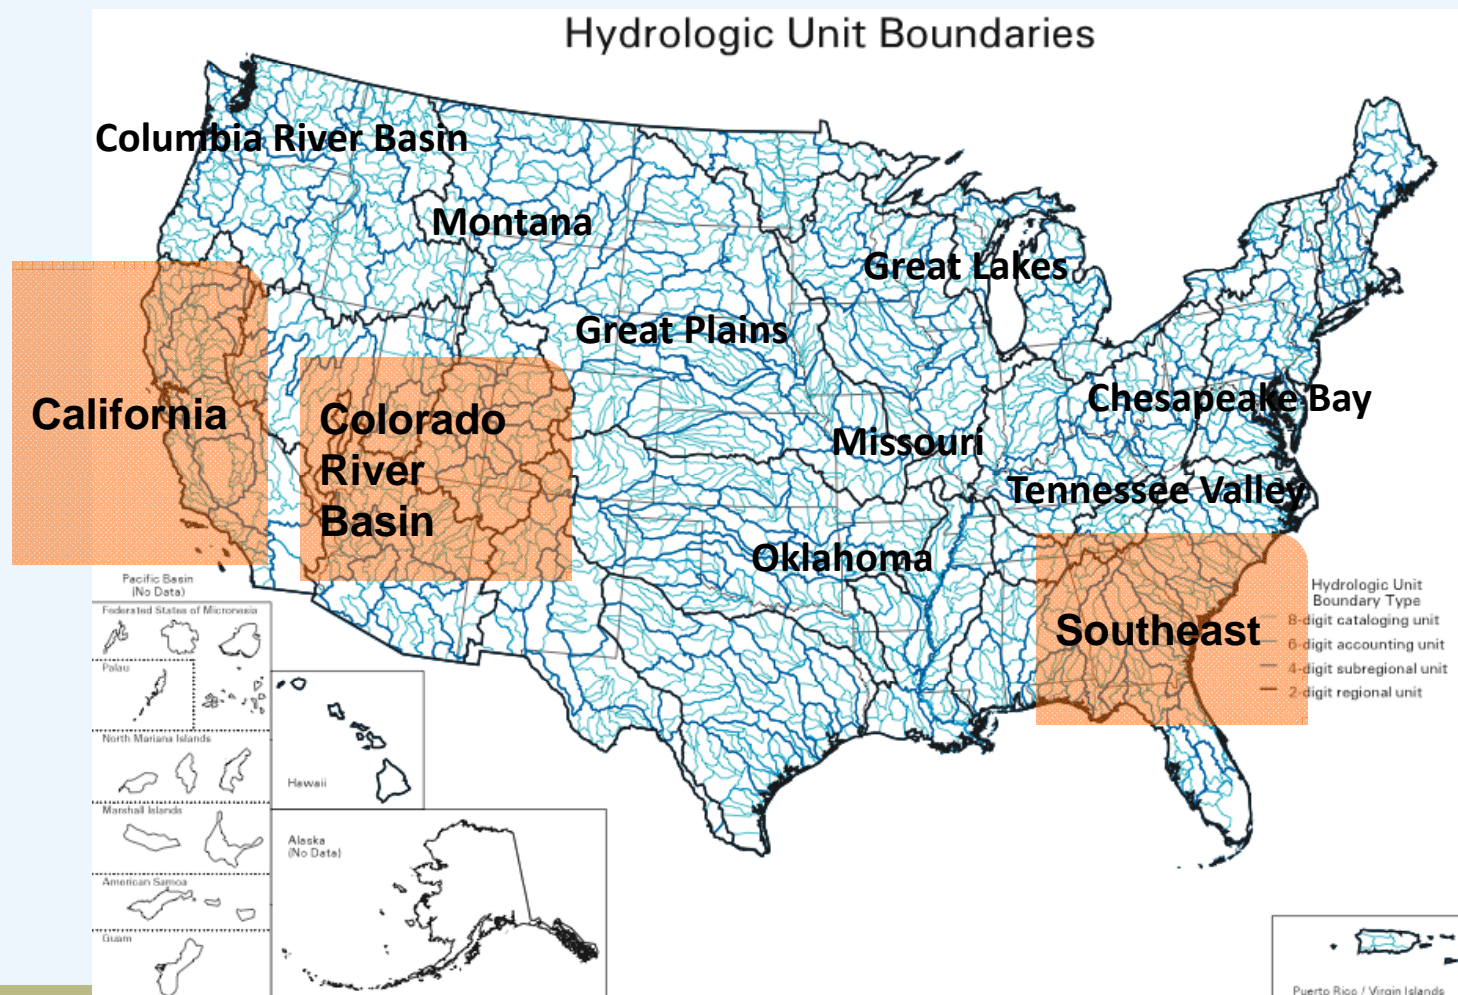 Hydrologic Unit Boundaries
Columbia River Basin
Montana
Great Lakes
Great Plains
California
Colorado
River
Basin
Chesapeake Bay
Missouri
Tennessee Valley
Oklahoma
Southeast
Hydrologic Unit
Boundary Type
8-digit cataloging unit
6-digit accounting unit
4-digit subregional unit
2-digit regional unit
Pacific Basin
(No Data)
Federated States of Micronesia
Palau
North Mariana Islands
Marshall Islands
American Samoa
Guam
Hawaii
Alaska
(No Data)
Puerto Rico / Virgin Islands